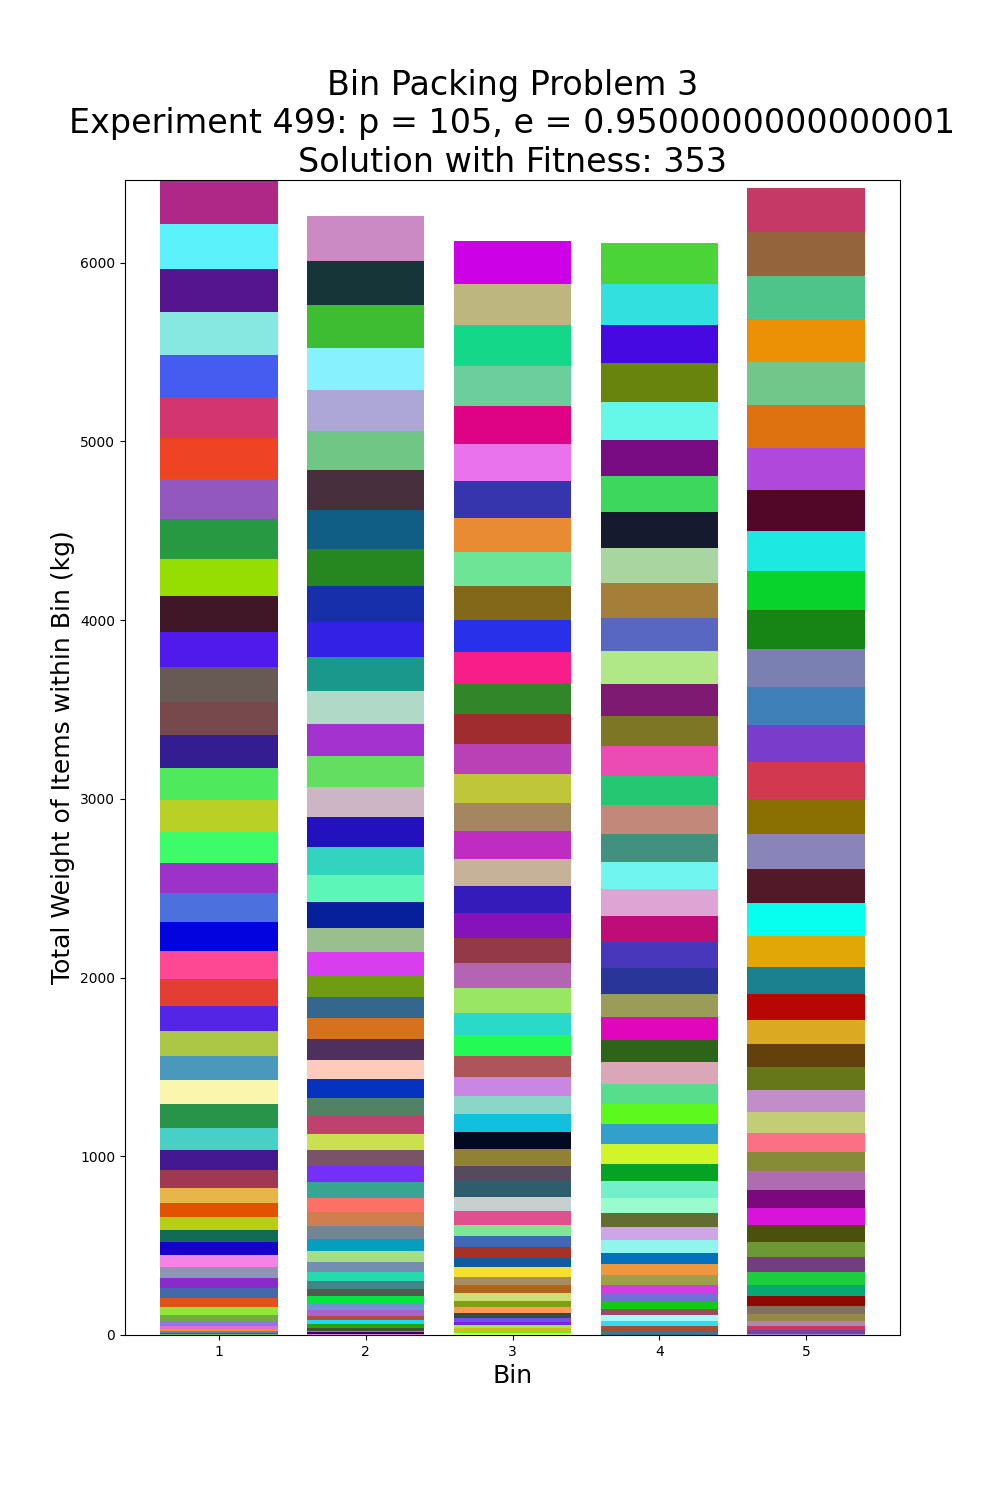 Bin Packing Problem 3
Experiment 499: p = 105, e = 0.9500000000000001
Solution with Fitness: 353
Total Weight of Items within Bin (kg)
6000
5000
4000
3000
2000
1000
0
1 2 3 4 5
Bin